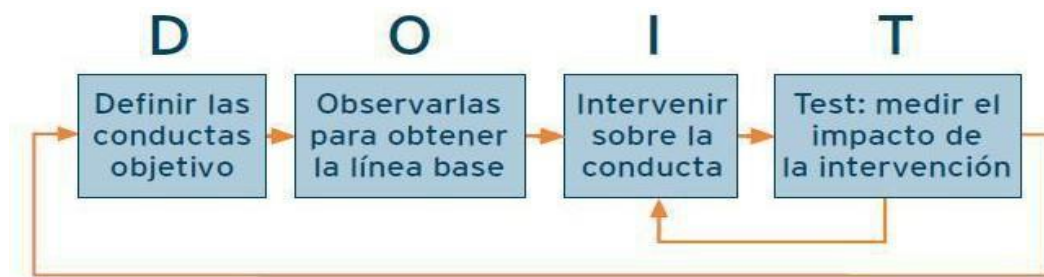 D O I T
Definir las
conductas
objetivo
Observarlas
para obtener
la línea base
Intervenir
sobre la
conducta
Test: medir el
impacto de
la intervención